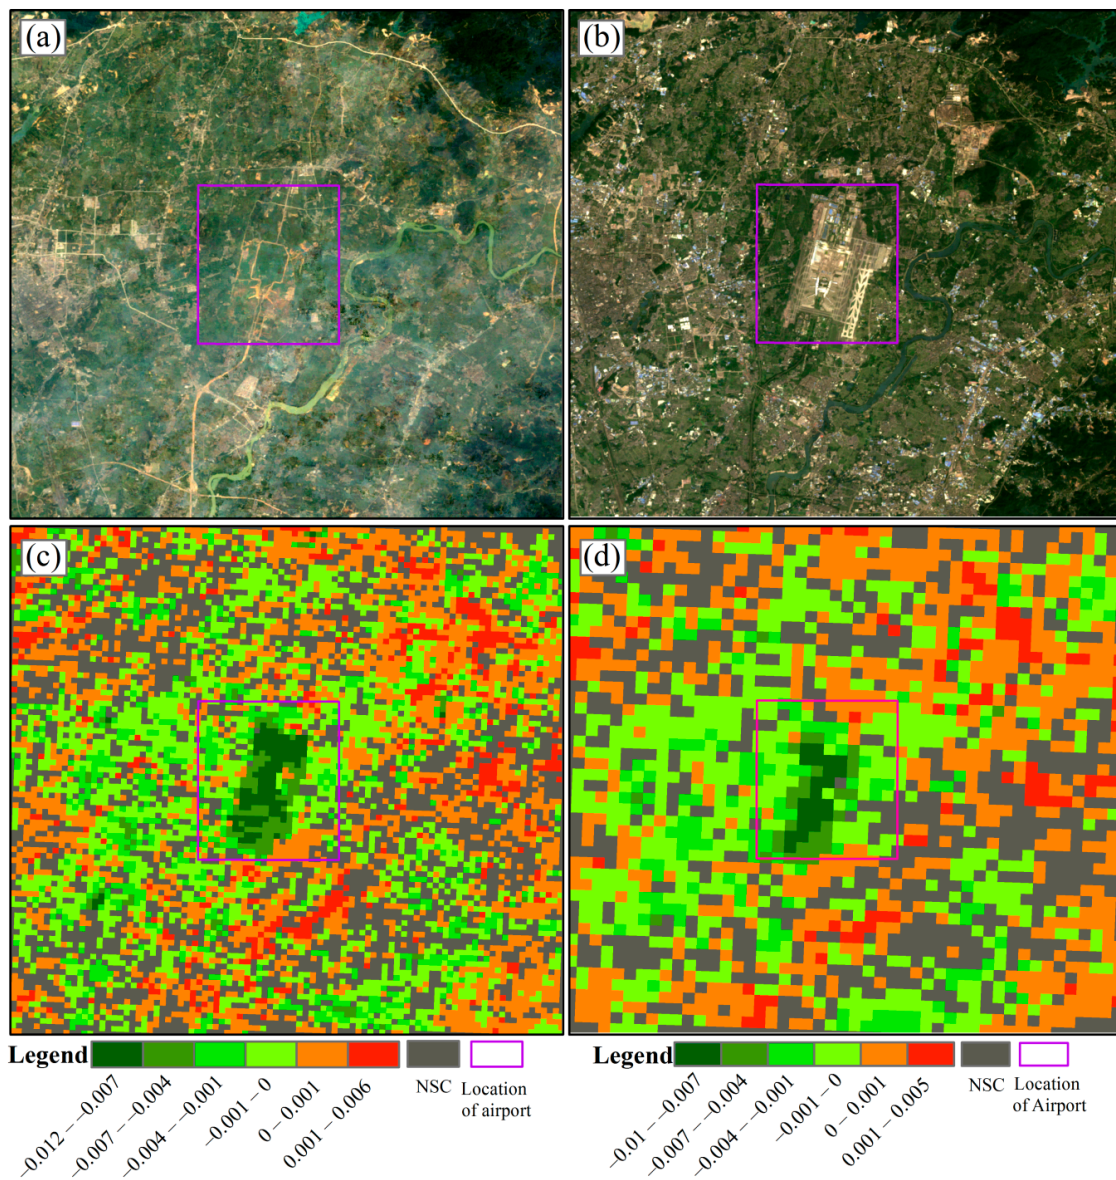 (a)
(b)
(c)
(d)
Legend
NSC
Location
of airport
−0.012 – −0.007
−0.007 – −0.004
−0.004 – −0.001
−0.001 – 0
0 – 0.001
0.001 – 0.006
Legend
NSC
Location
of Airport
−0.01 – −0.007
−0.007 – −0.004
−0.004 – −0.001
−0.001 – 0
0 – 0.001
0.001 – 0.005